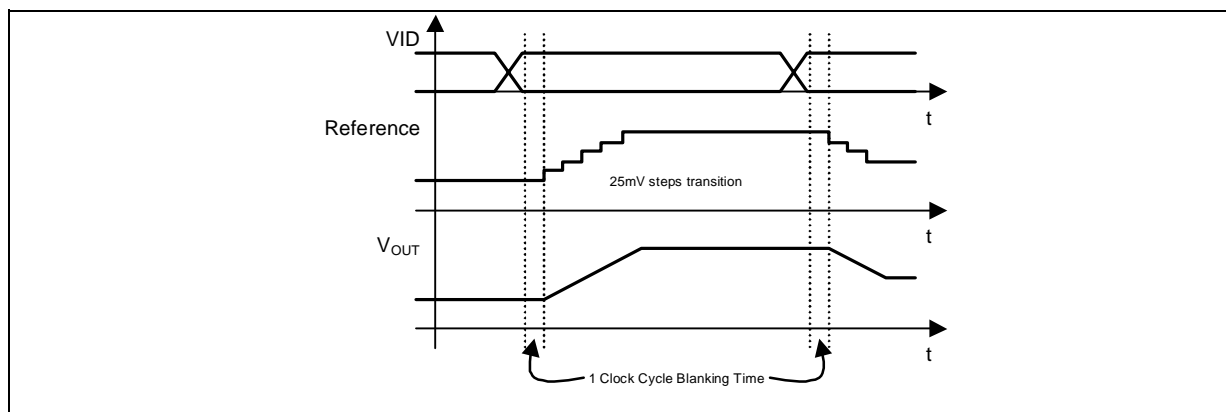 VID
t
Reference
25mV steps transition
t
VOUT
t
1 Clock Cycle Blanking Time